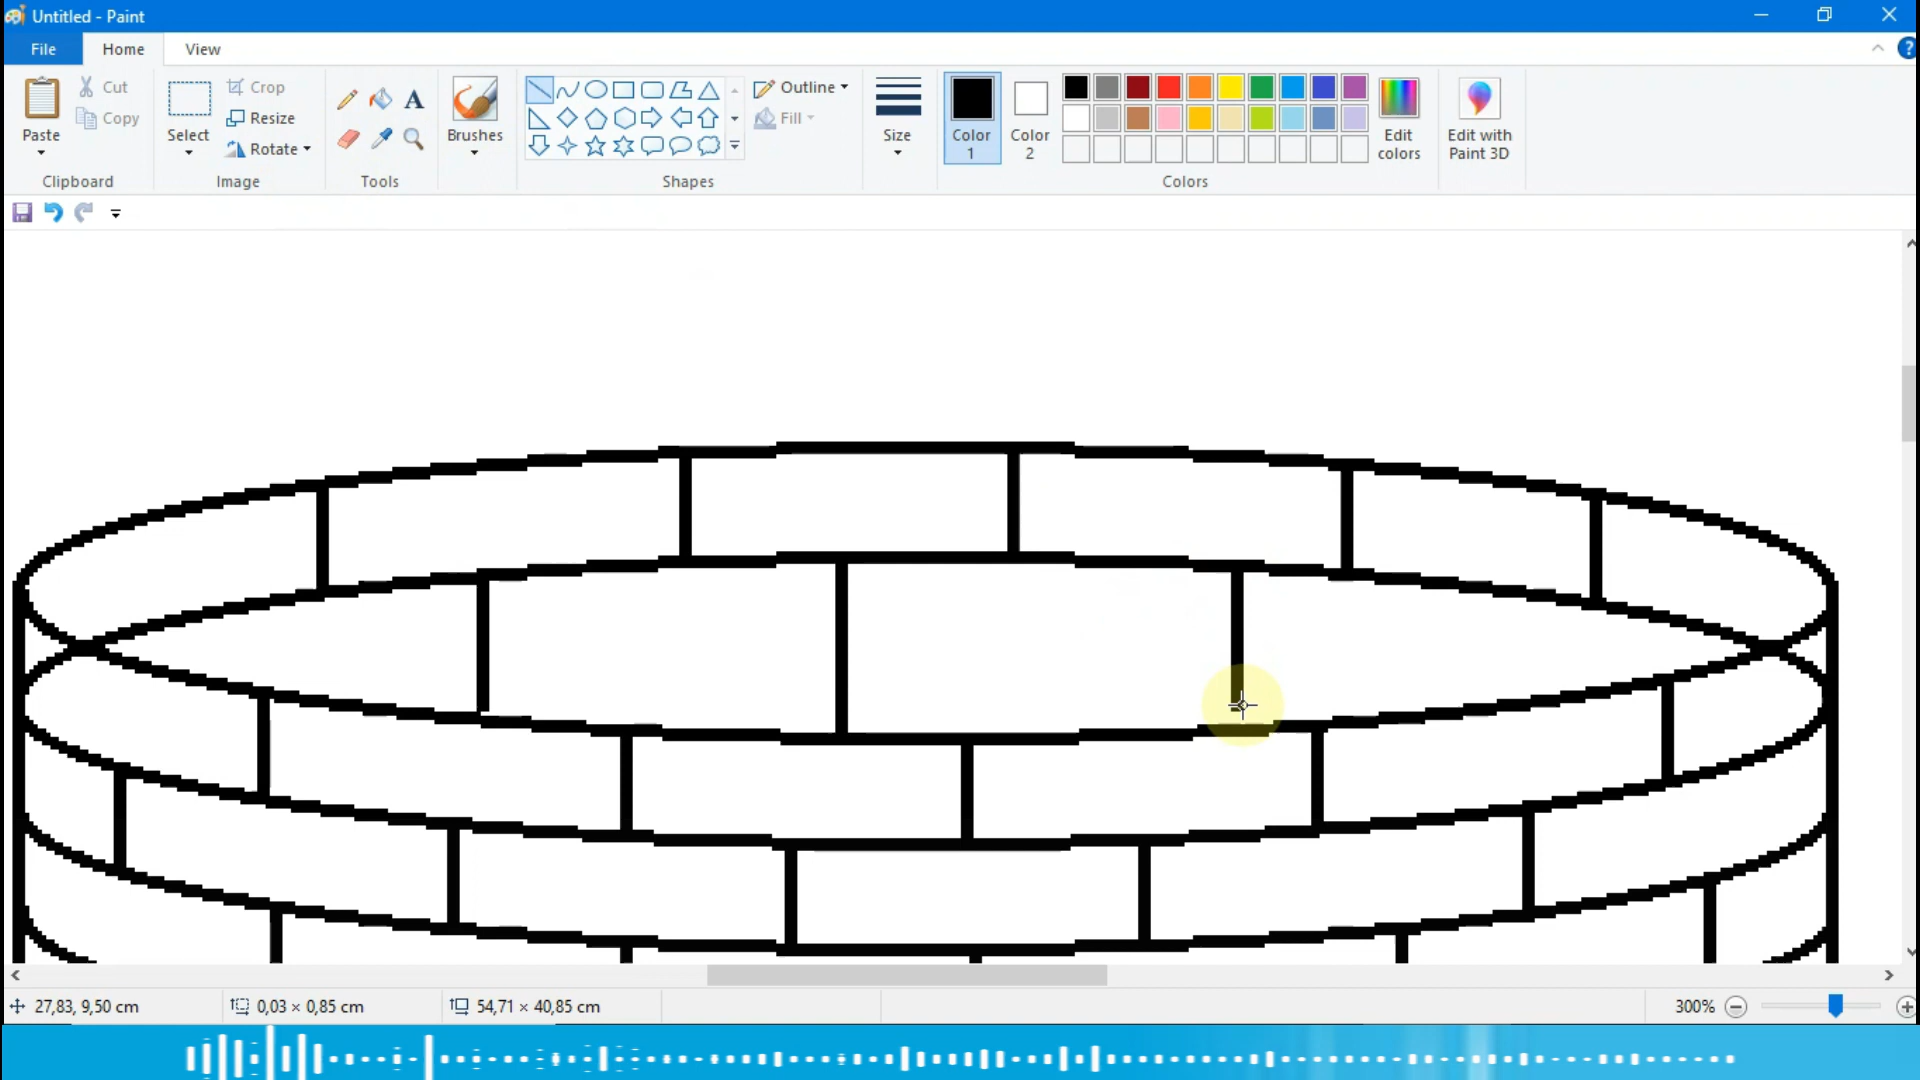 Untitled - Paint
File Home View
Paste
Cut
Copy
Clipboard
Select
Crop
Resize
Rotate
Image
A
Tools
Brushes
Outline
Fill
Shapes
Size
Color 1
Color 2
Edit colors
Colors
Edit with Paint 3D
?
27,83, 9,50 cm
0,03 × 0,85 cm
54,71 × 40,85 cm
300%